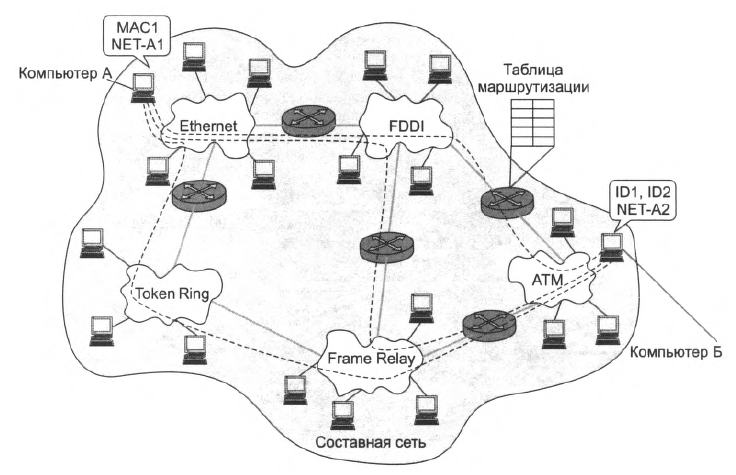 MAC1
NET-A1
Компьютер А
Ethernet
FDDI
Таблица
маршрутизации
ID1, ID2
NET-A2
Token Ring
ATM
Frame Relay
Компьютер Б
Составная сеть